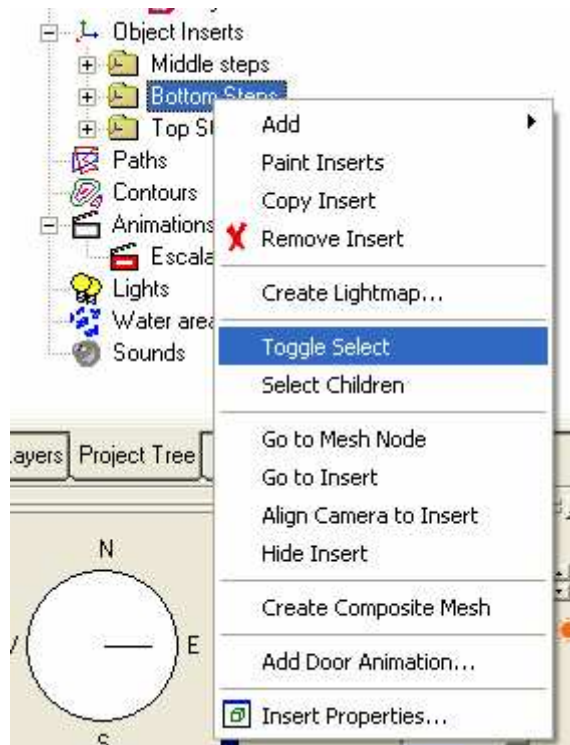 Object Inserts
Middle steps
Bottom Steps
Top
Paths
Contours
Animations
Lights
Water
Sounds
Add
Paint Inserts
Copy Insert
Remove Insert
Create Lightmap...
Toggle Select
Select Children
Go to Mesh Node
Go to Insert
Align Camera to Insert
Hide Insert
Create Composite Mesh
Add Door Animation...
Insert Properties...
Project Tree
N
E
S